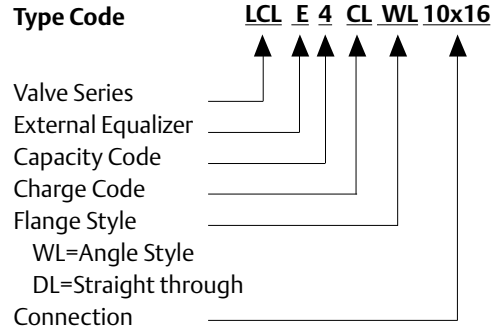 Type Code LCL E 4 CL WL 10x16
Valve Series
External Equalizer
Capacity Code
Charge Code
Flange Style
WL=Angle Style
DL=Straight through
Connection